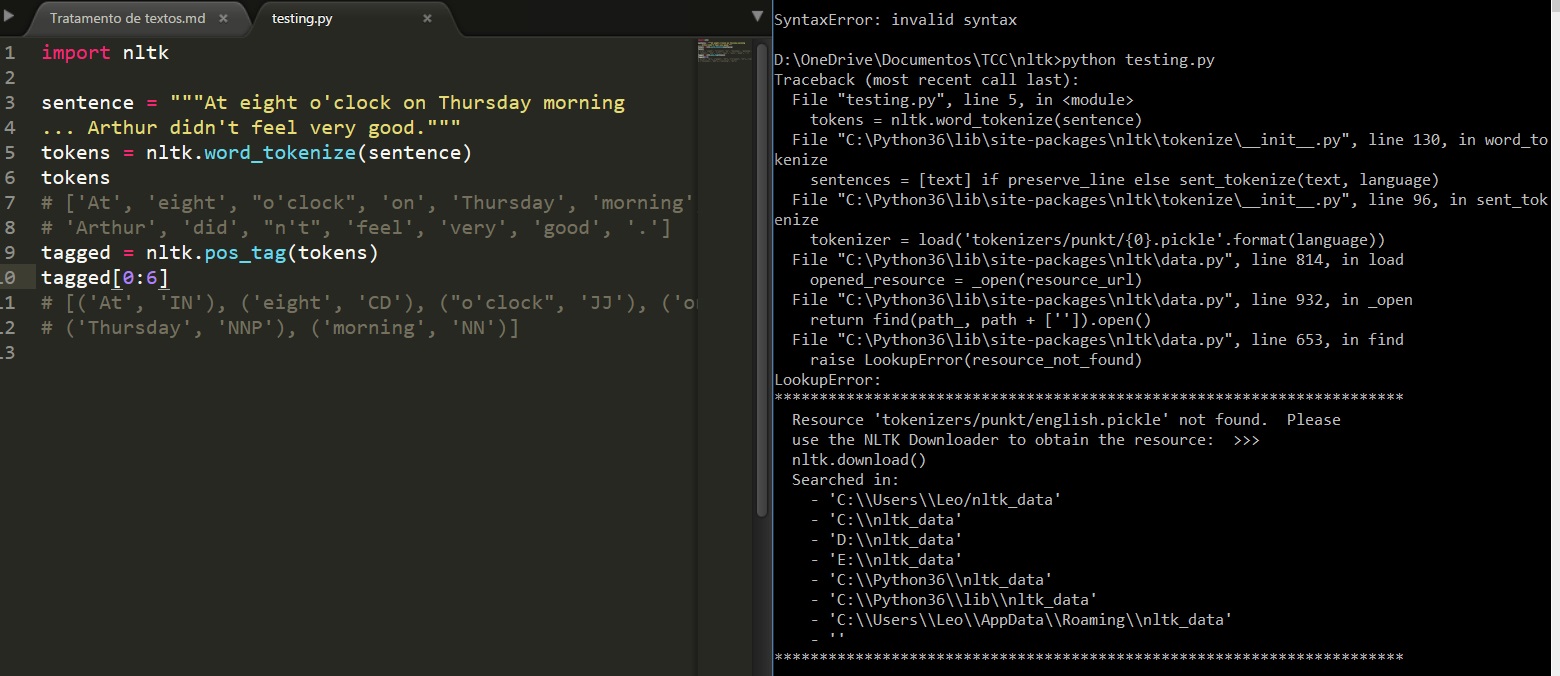 Tratamento de textos.md ×
testing.py ×
1 import nltk
2
3 sentence = """At eight o'clock on Thursday morning
4 ... Arthur didn't feel very good."""
5 tokens = nltk.word_tokenize(sentence)
6 tokens
7 # ['At', 'eight', "o'clock", 'on', 'Thursday', 'morning'
8 # 'Arthur', 'did', "n't", 'feel', 'very', 'good', '.']
9 tagged = nltk.pos_tag(tokens)
0 tagged[0:6]
1 # [('At', 'IN'), ('eight', 'CD'), ("o'clock", 'JJ'), ('on
2 # ('Thursday', 'NNP'), ('morning', 'NN')]
3
SyntaxError: invalid syntax
D:\OneDrive\Documentos\TCC\nltk>python testing.py
Traceback (most recent call last):
File "testing.py", line 5, in <module>
tokens = nltk.word_tokenize(sentence)
File "C:\Python36\lib\site-packages\nltk\tokenize\__init__.py", line 130, in word_to
kenize
sentences = [text] if preserve_line else sent_tokenize(text, language)
File "C:\Python36\lib\site-packages\nltk\tokenize\__init__.py", line 96, in sent_tok
enize
tokenizer = load('tokenizers/punkt/{0}.pickle'.format(language))
File "C:\Python36\lib\site-packages\nltk\data.py", line 814, in load
opened_resource = _open(resource_url)
File "C:\Python36\lib\site-packages\nltk\data.py", line 932, in _open
return find(path_, path + ['']).open()
File "C:\Python36\lib\site-packages\nltk\data.py", line 653, in find
raise LookupError(resource_not_found)
LookupError:
**********************************************************************
Resource 'tokenizers/punkt/english.pickle' not found.  Please
use the NLTK Downloader to obtain the resource:  >>>
nltk.download()
Searched in:
- 'C:\\Users\\Leo/nltk_data'
- 'C:\\nltk_data'
- 'D:\\nltk_data'
- 'E:\\nltk_data'
- 'C:\\Python36\\nltk_data'
- 'C:\\Python36\\lib\\nltk_data'
- 'C:\\Users\\Leo\\AppData\\Roaming\\nltk_data'
- ''
**********************************************************************